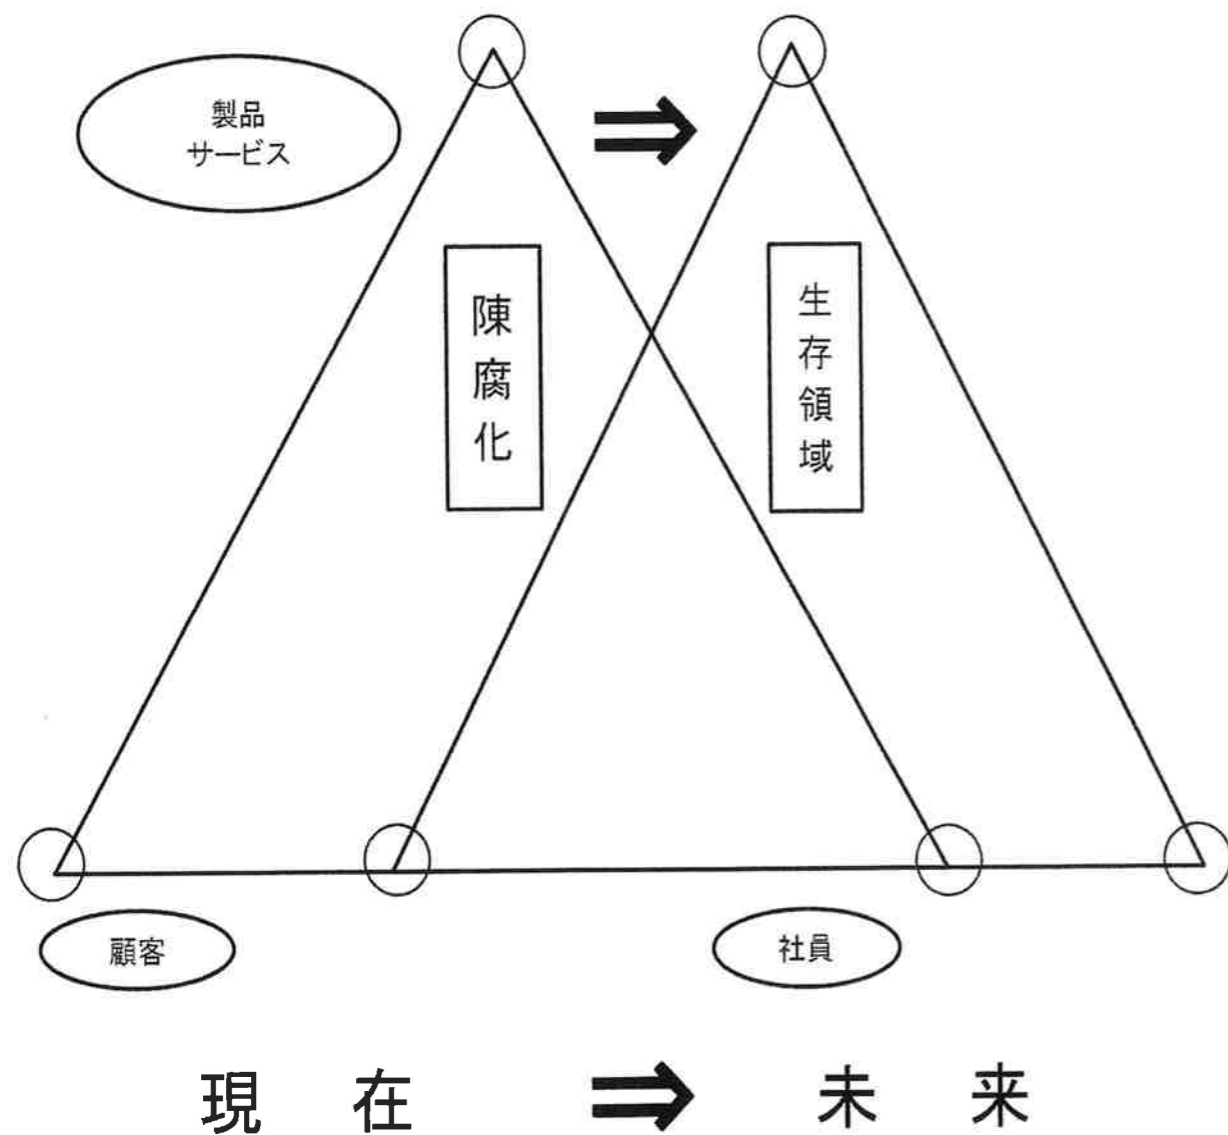 製品
サービス
⇒
陳腐化
生存領域
顧客
社員
現在 ⇒ 未来